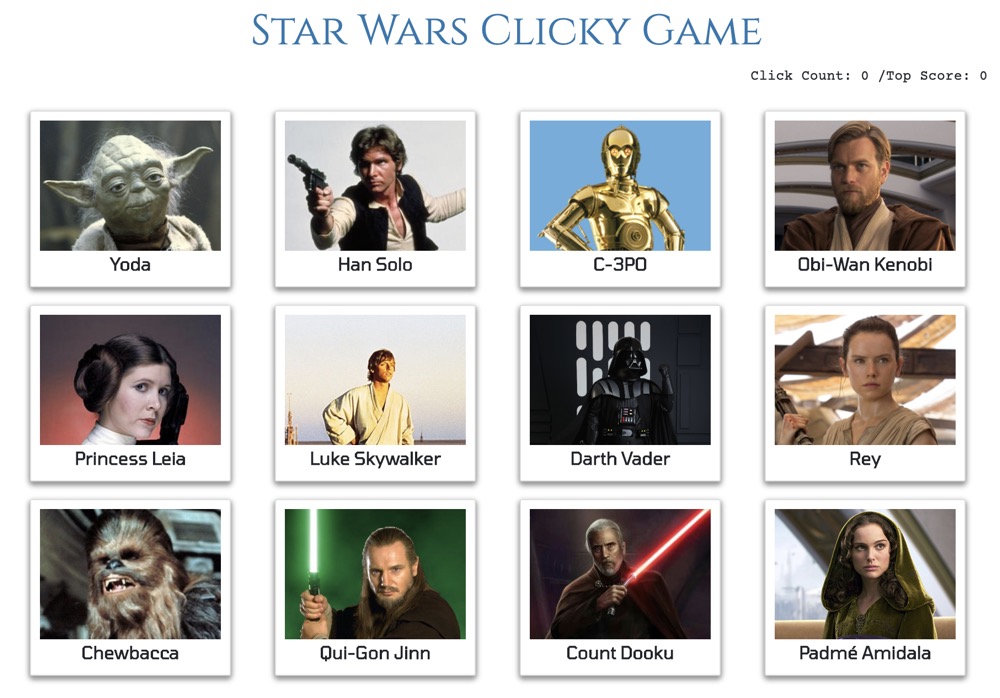 Star Wars Clicky Game
Click Count: 0 /Top Score: 0
Yoda
Han Solo
C-3PO
Obi-Wan Kenobi
Princess Leia
Luke Skywalker
Darth Vader
Rey
Chewbacca
Qui-Gon Jinn
Count Dooku
Padmé Amidala